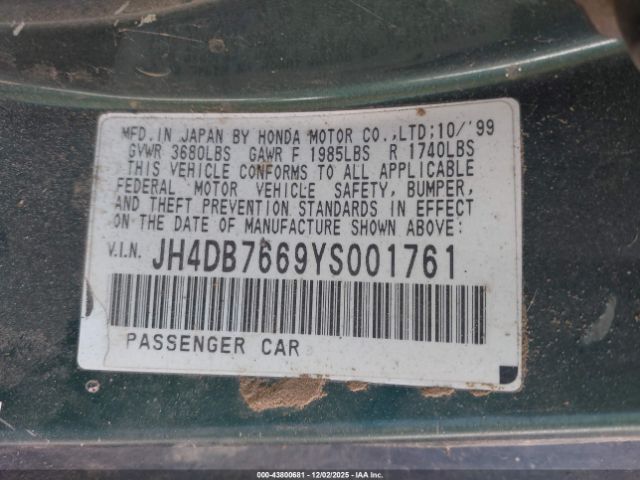 MFD. IN JAPAN BY HONDA MOTOR CO.,LTD;10/'99
GVWR 3680LBS GAWR F 1985LBS R 1740LBS
THIS VEHICLE CONFORMS TO ALL APPLICABLE
FEDERAL MOTOR VEHICLE SAFETY, BUMPER,
AND THEFT PREVENTION STANDARDS IN EFFECT
ON THE DATE OF MANUFACTURE SHOWN ABOVE:
V.I.N. JH4DB7669YS001761
PASSENGER CAR
000-43800681 - 12/02/2025 - IAA Inc.